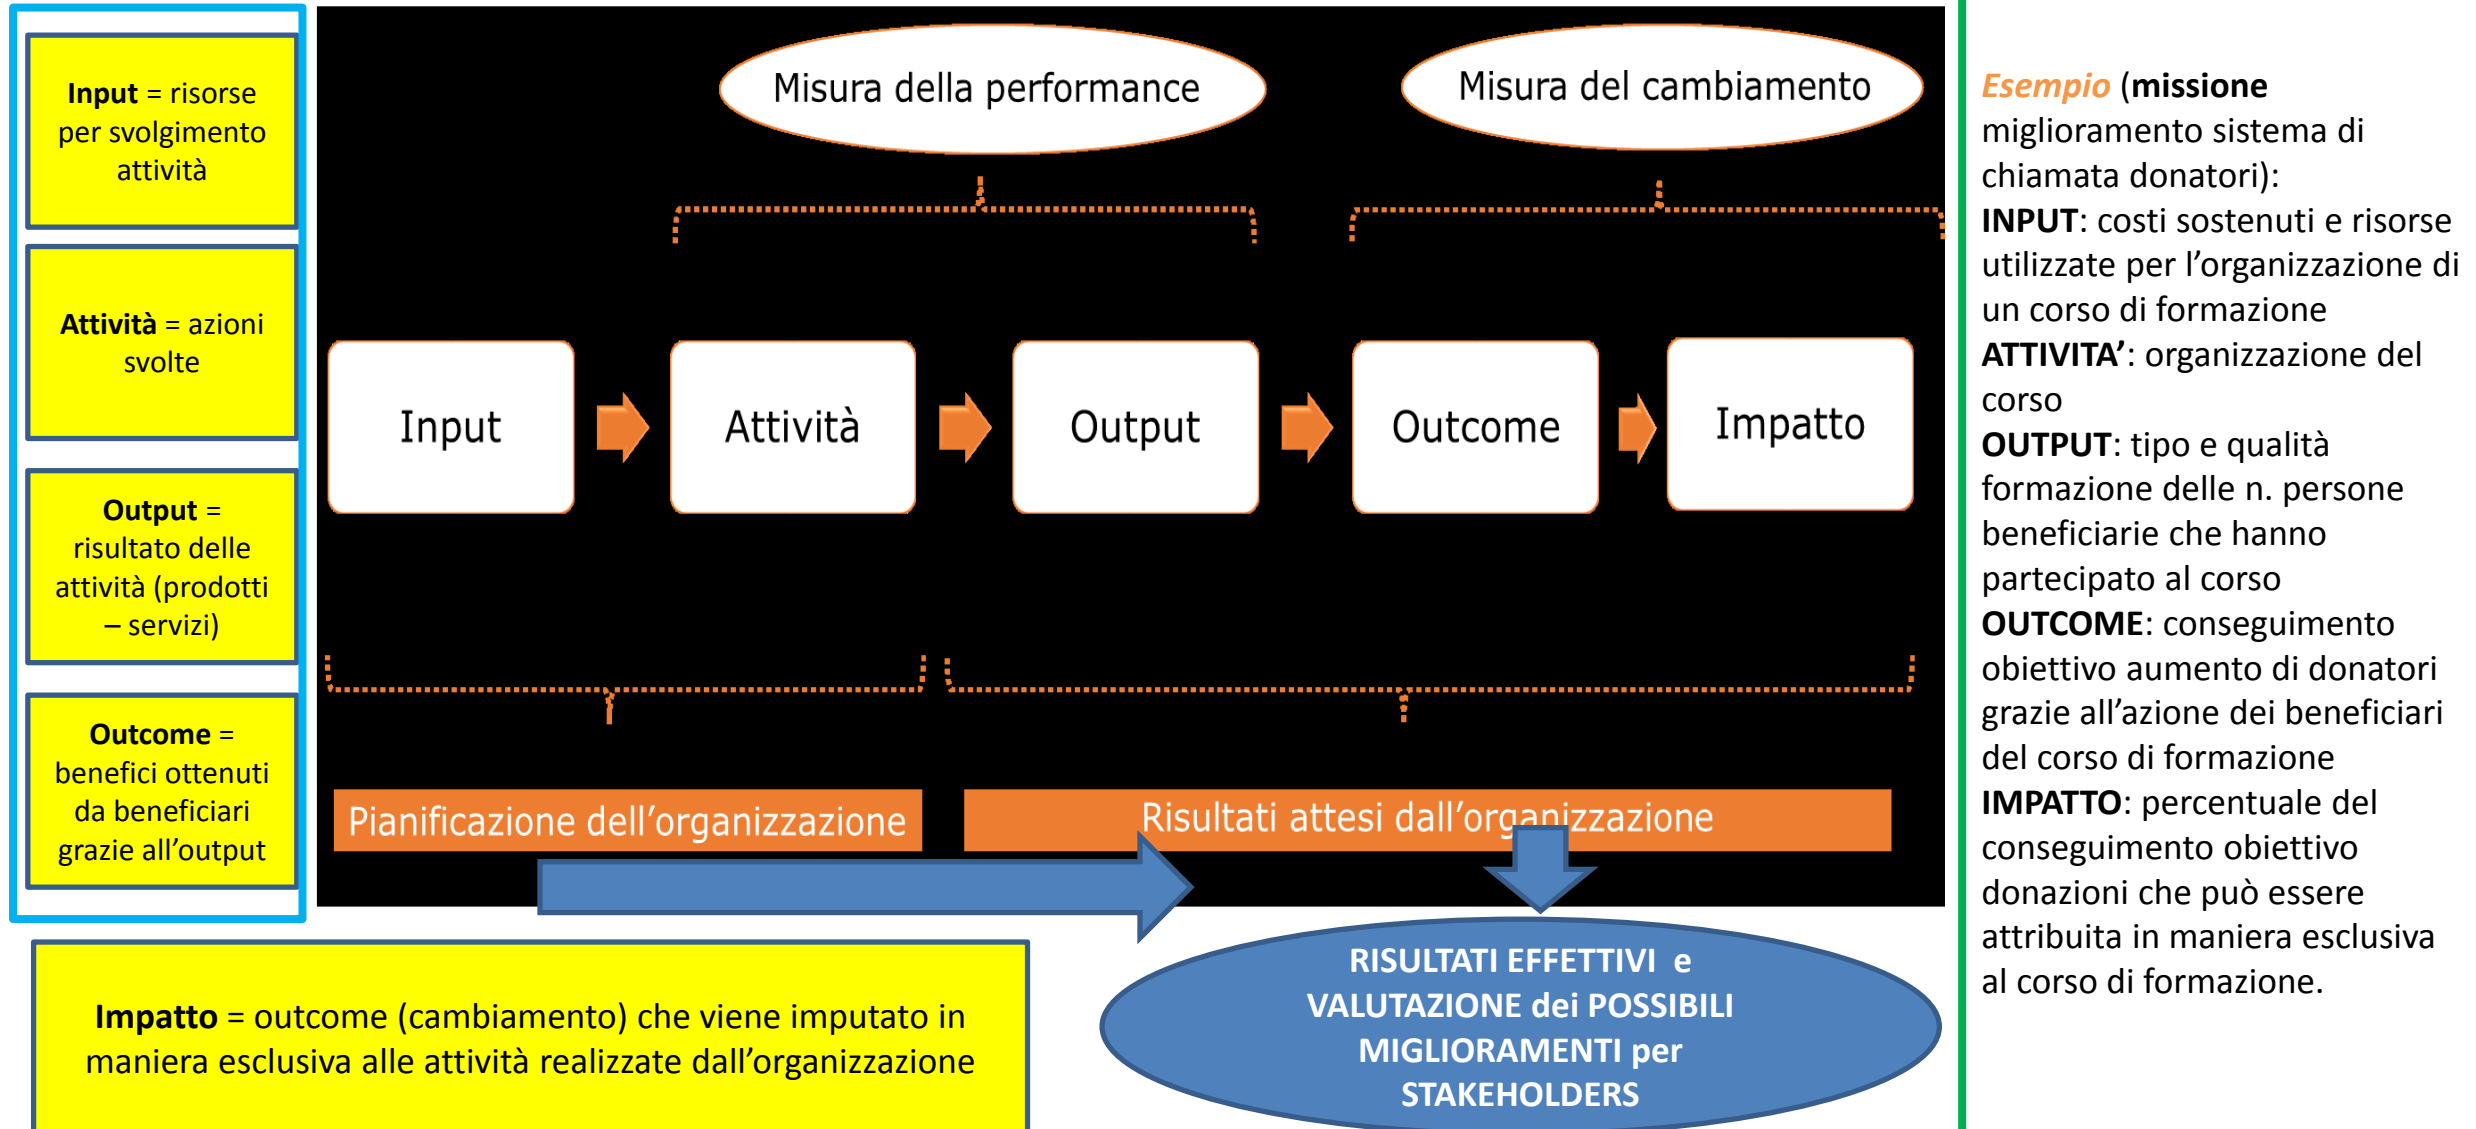 Input = risorse
per svolgimento
attività
Attività = azioni
svolte
Output =
risultato delle
attività (prodotti
– servizi)
Outcome =
benefici ottenuti
da beneficiari
grazie all’output
Misura della performance
Misura del cambiamento
Input
Attività
Output
Outcome
Impatto
Pianificazione dell’organizzazione
Risultati attesi dall’organizzazione
Impatto = outcome (cambiamento) che viene imputato in
maniera esclusiva alle attività realizzate dall’organizzazione
RISULTATI EFFETTIVI e
VALUTAZIONE dei POSSIBILI
MIGLIORAMENTI per
STAKEHOLDERS
Esempio (missione
miglioramento sistema di
chiamata donatori):
INPUT: costi sostenuti e risorse
utilizzate per l’organizzazione di
un corso di formazione
ATTIVITA’: organizzazione del
corso
OUTPUT: tipo e qualità
formazione delle n. persone
beneficiarie che hanno
partecipato al corso
OUTCOME: conseguimento
obiettivo aumento di donatori
grazie all’azione dei beneficiari
del corso di formazione
IMPATTO: percentuale del
conseguimento obiettivo
donazioni che può essere
attribuita in maniera esclusiva
al corso di formazione.